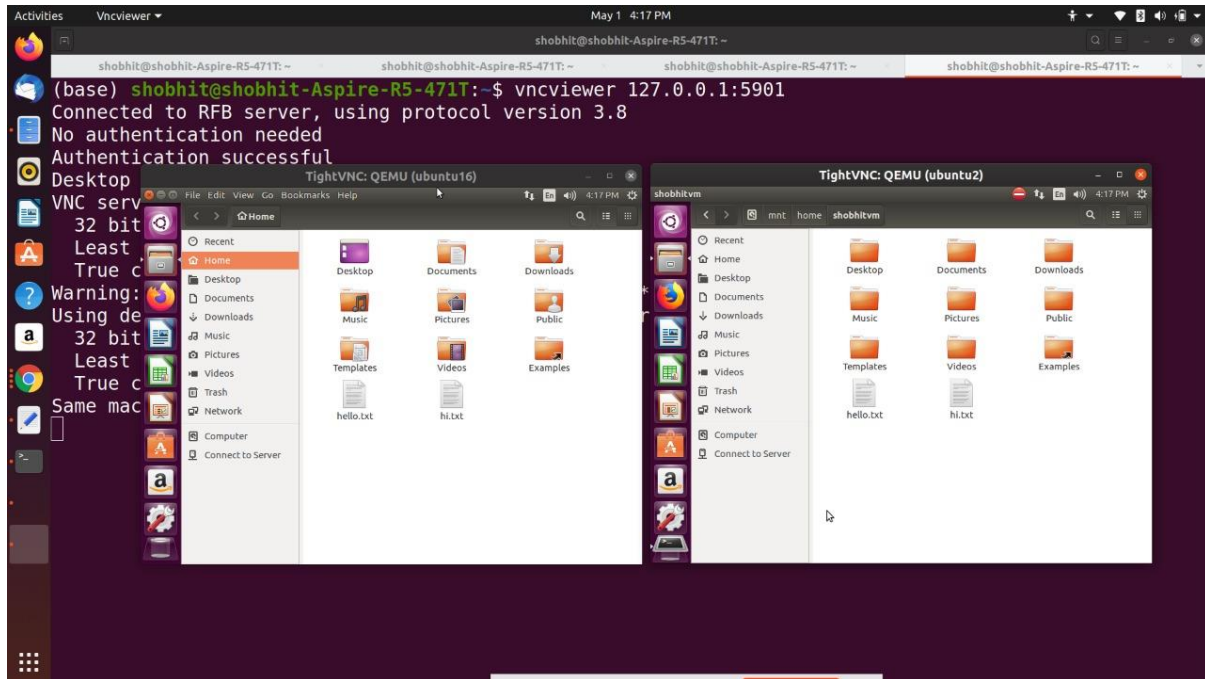 Activities Vncviewer May 1 4:17 PM
shobhit@shobhit-Aspire-R5-471T: ~
shobhit@shobhit-Aspire-R5-471T: ~ shobhit@shobhit-Aspire-R5-471T: ~ shobhit@shobhit-Aspire-R5-471T: ~ shobhit@shobhit-Aspire-R5-471T: ~
(base) shobhit@shobhit-Aspire-R5-471T:~$ vncviewer 127.0.0.1:5901
Connected to RFB server, using protocol version 3.8
No authentication needed
Authentication successful
Desktop
VNC serv
32 bit
Least
True c
Warning:
Using de
32 bit
Least
True c
Same mac
TightVNC: QEMU (ubuntu16)
File Edit View Go Bookmarks Help En 4:17 PM
Home
Recent
Home
Desktop
Documents
Downloads
Music
Pictures
Videos
Trash
Network
Computer
Connect to Server
Desktop Documents Downloads
Music Pictures Public
Templates Videos Examples
hello.txt hi.txt
TightVNC: QEMU (ubuntu2)
shobhitvm En 4:17 PM
mnt home shobhitvm
Recent
Home
Desktop
Documents
Downloads
Music
Pictures
Videos
Trash
Network
Computer
Connect to Server
Desktop Documents Downloads
Music Pictures Public
Templates Videos Examples
hello.txt hi.txt